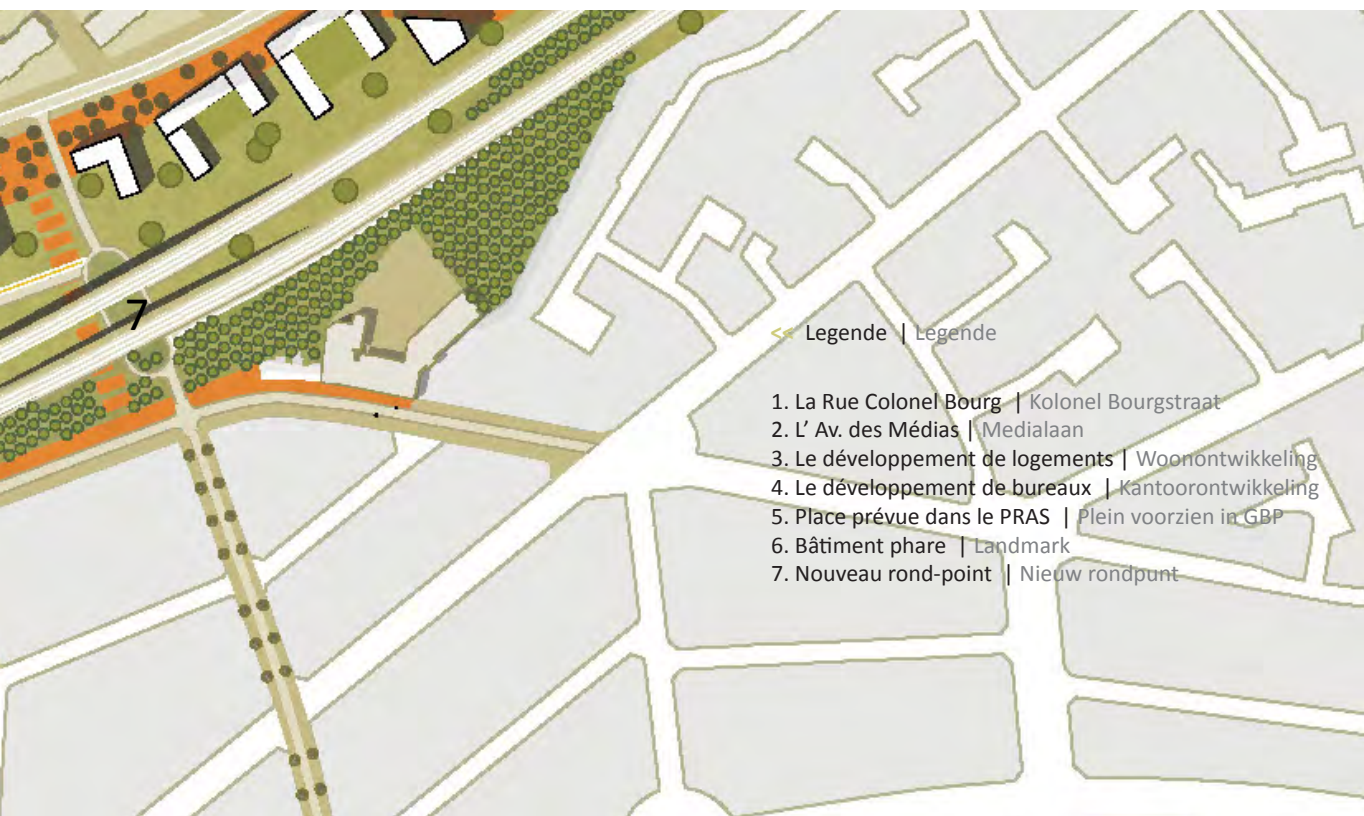 7
<< Legende | Legende
1. La Rue Colonel Bourg | Kolonel Bourgstraat
2. L' Av. des Médias | Medialaan
3. Le développement de logements | Woonontwikkeling
4. Le développement de bureaux | Kantoorontwikkeling
5. Place prévue dans le PRAS | Plein voorzien in GBP
6. Bâtiment phare | Landmark
7. Nouveau rond-point | Nieuw rondpunt